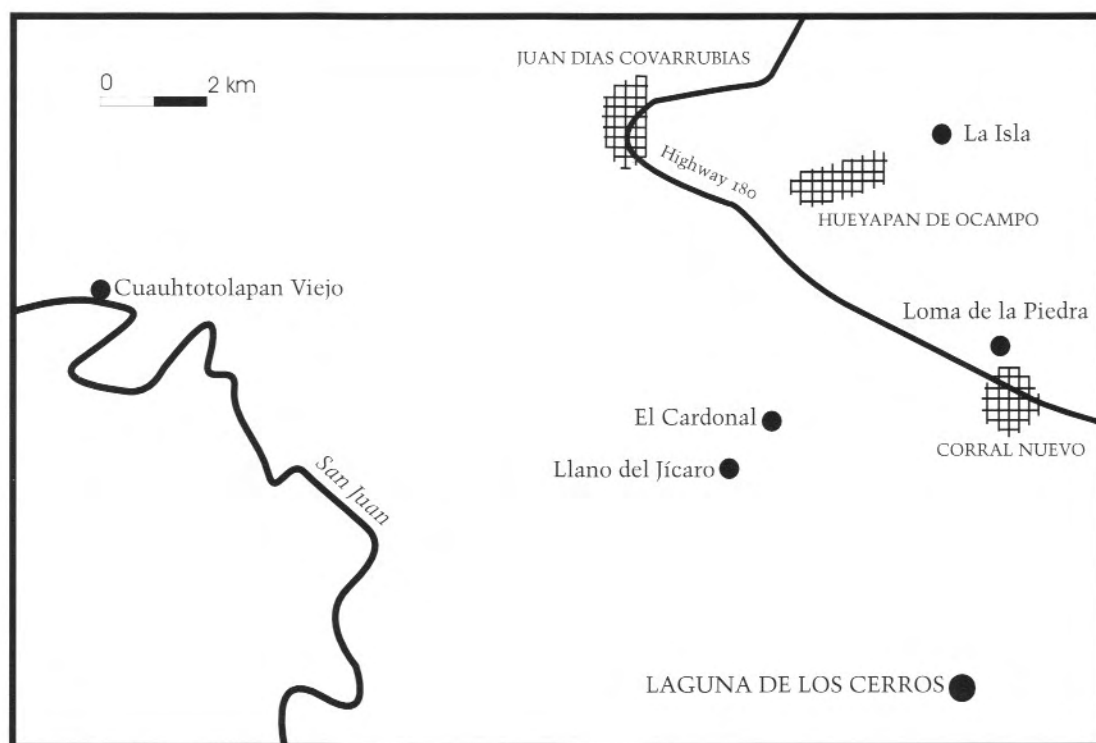 JUAN DIAS COVARRUBIAS
0 2 km
La Isla
Highway 180
HUEYAPAN DE OCAMPO
Cuauhtotolapan Viejo
Loma de la Piedra
El Cardonal
CORRAL NUEVO
Llano del Jícaro
San Juan
LAGUNA DE LOS CERROS